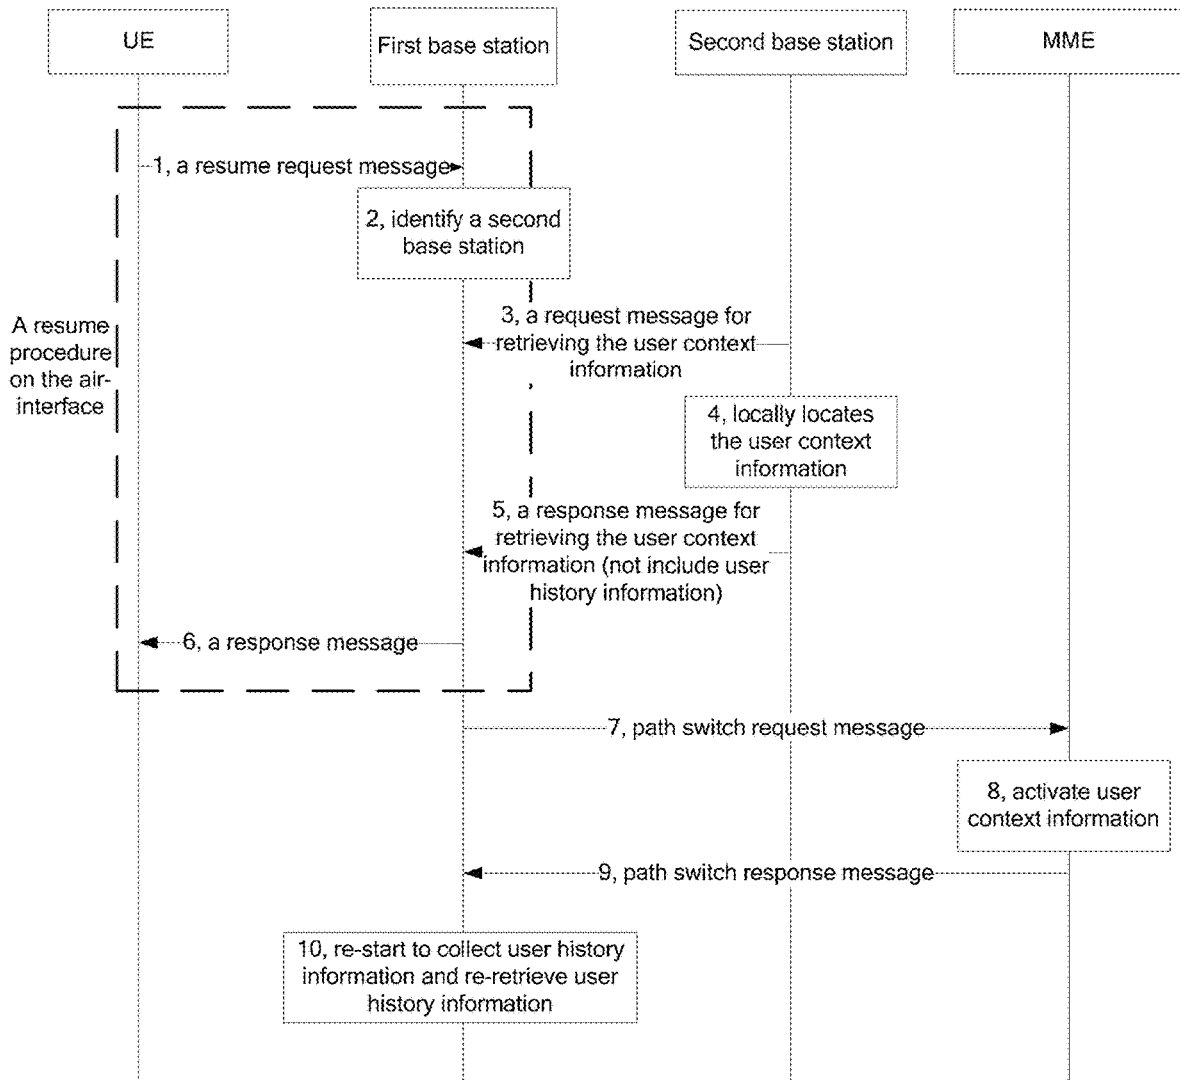 UE
First base station
Second base station
MME
1, a resume request message
2, identify a second
base station
3, a request message for
retrieving the user context
information
A resume
procedure
on the air-
interface
4, locally locates
the user context
information
5, a response message for
retrieving the user context
information (not include user
history information)
6, a response message
7, path switch request message
8, activate user
context information
9, path switch response message
10, re-start to collect user history
information and re-retrieve user
history information